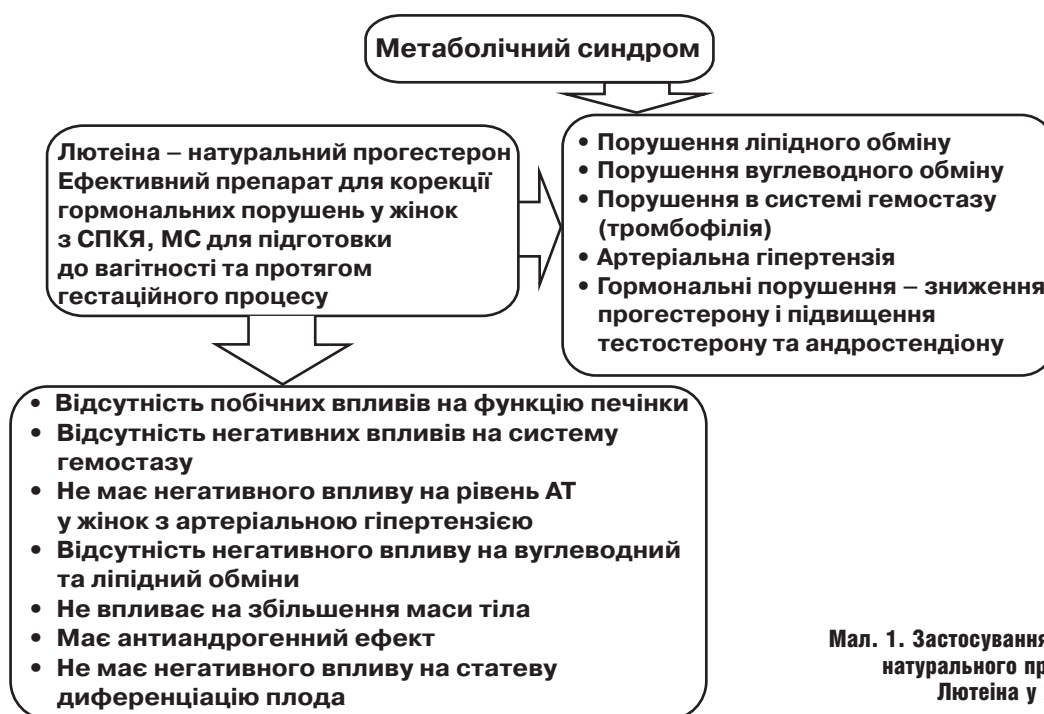 Метаболічний синдром
Лютеіна – натуральний прогестерон
Ефективний препарат для корекції
гормональних порушень у жінок
з СПКЯ, МС для підготовки
до вагітності та протягом
гестаційного процесу
• Порушення ліпідного обміну
• Порушення вуглеводного обміну
• Порушення в системі гемостазу
(тромбофілія)
• Артеріальна гіпертензія
• Гормональні порушення – зниження
прогестерону і підвищення
тестостерону та андростендіону
• Відсутність побічних впливів на функцію печінки
• Відсутність негативних впливів на систему
гемостазу
• Не має негативного впливу на рівень АТ
у жінок з артеріальною гіпертензією
• Відсутність негативного впливу на вуглеводний
та ліпідний обміни
• Не впливає на збільшення маси тіла
• Має антиандрогенний ефект
• Не має негативного впливу на статеву
диференціацію плода
Мал. 1. Застосування
натурального
Лютеіна у